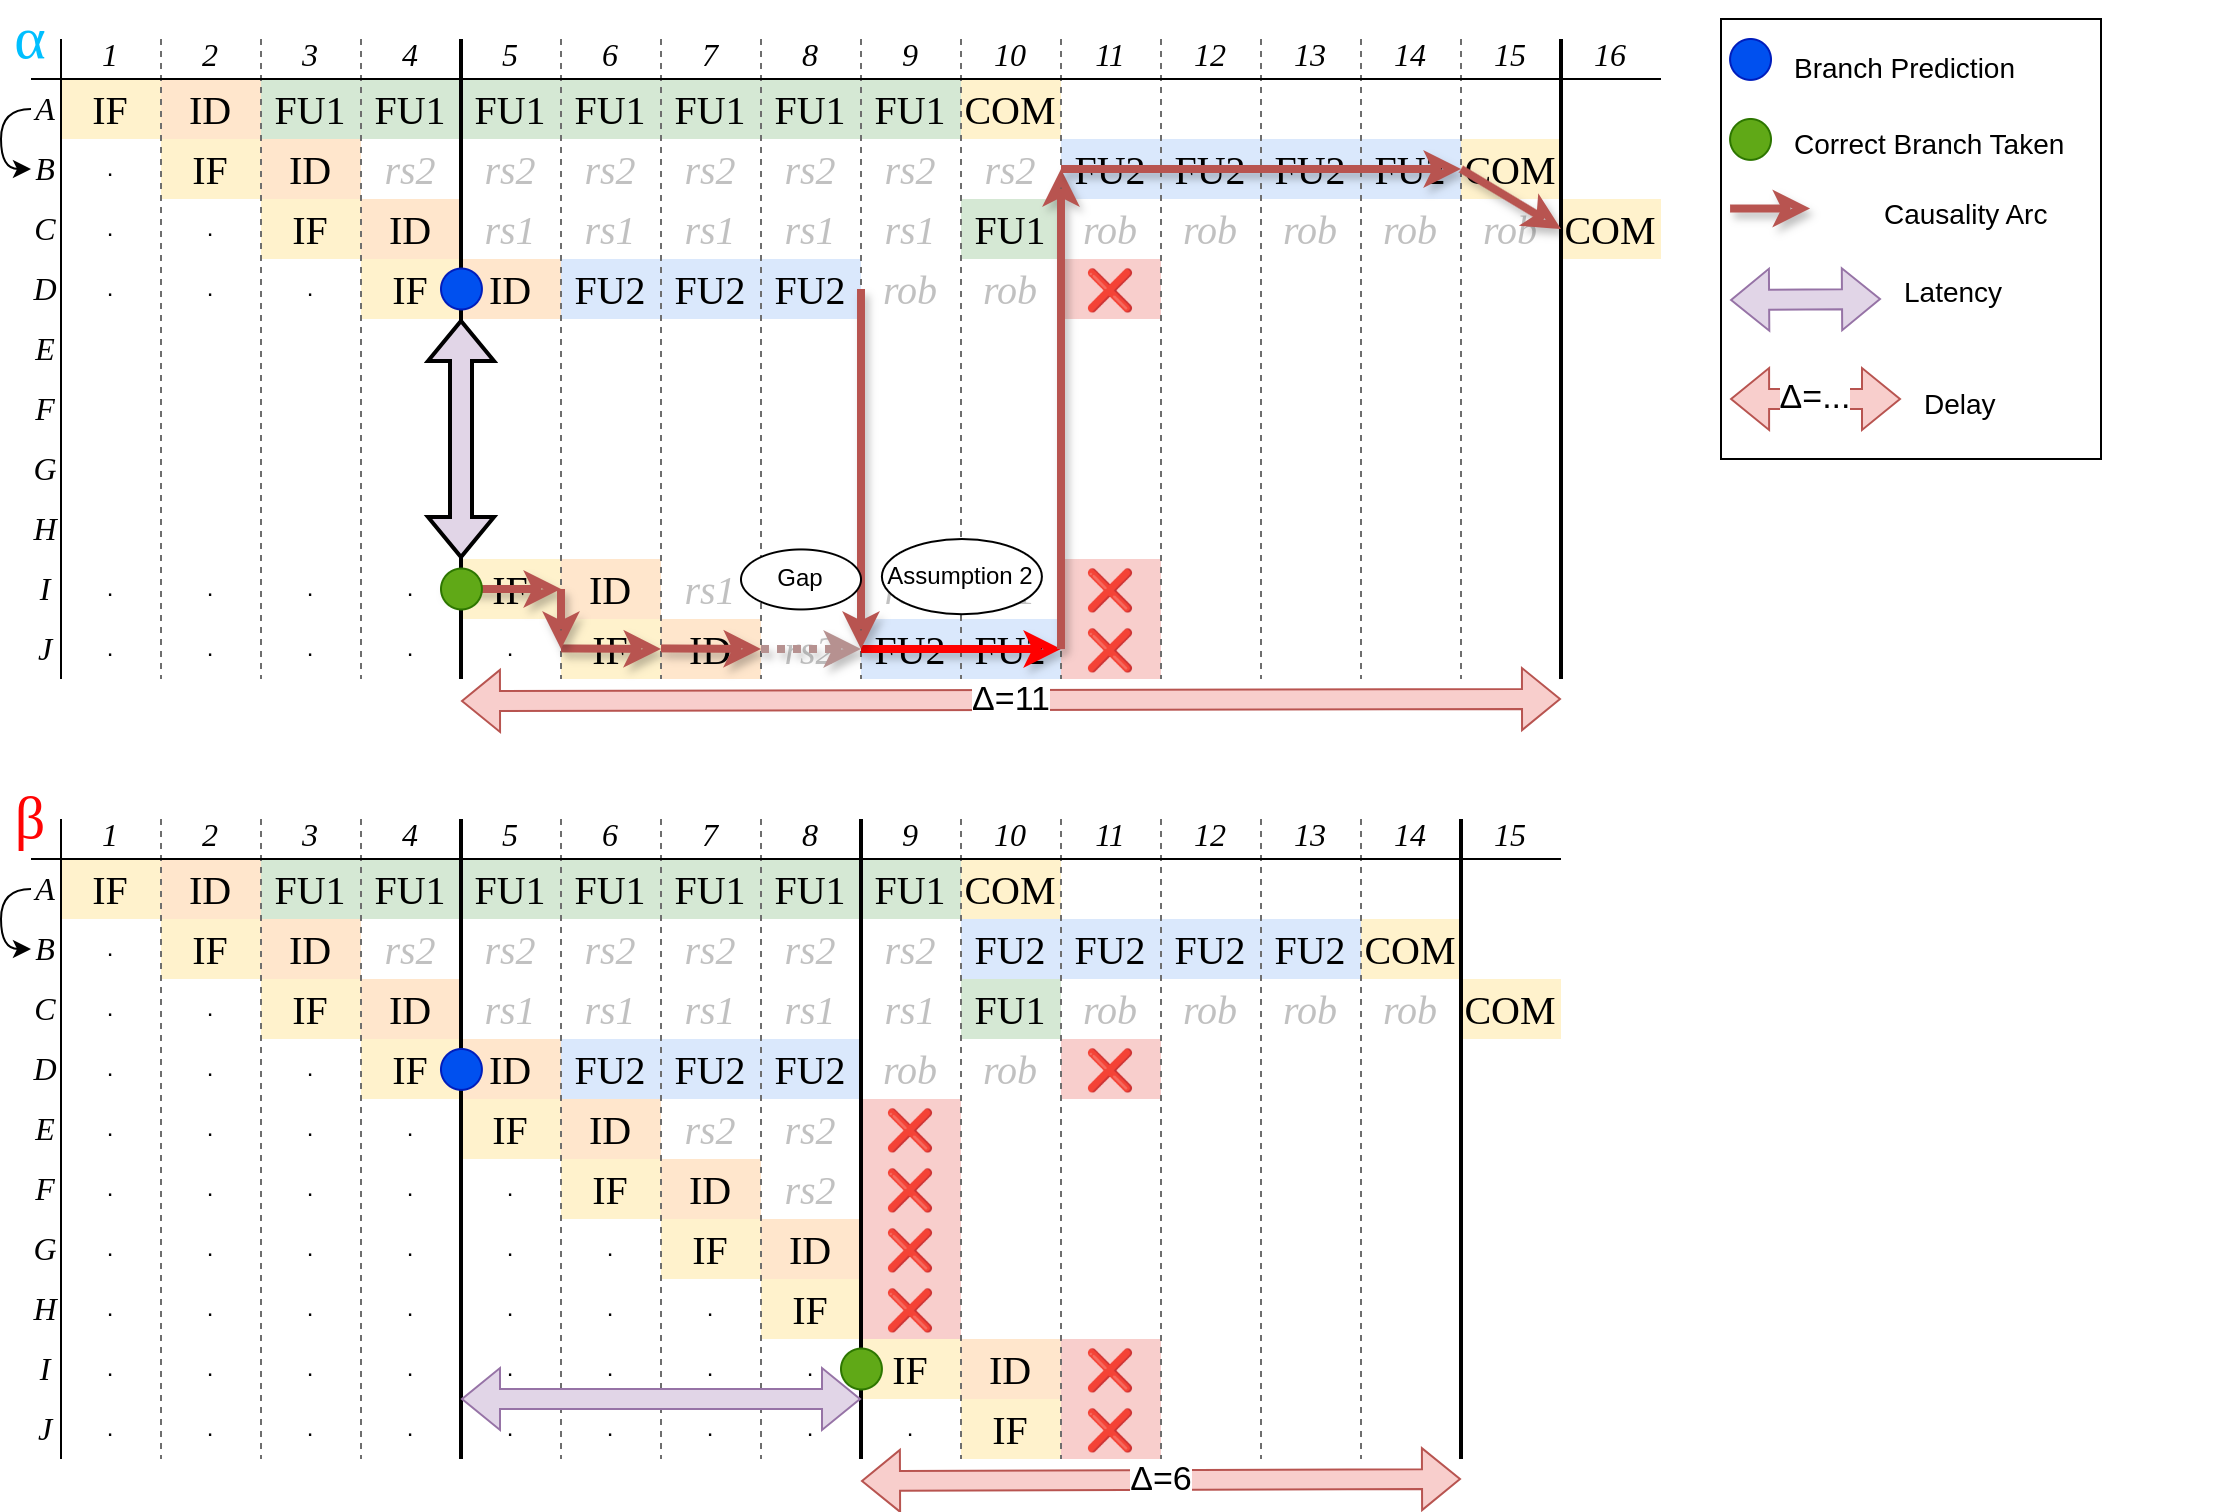 α 1 2 3 4 5 6 7 8 9 10 11 12 13 14 15 16
A IF ID FU1 FU1 FU1 FU1 FU1 FU1 FU1 COM
B . IF ID rs2 rs2 rs2 rs2 rs2 rs2 rs2 FU2 FU2 FU2 FU2 COM
C . . IF ID rs1 rs1 rs1 rs1 rs1 FU1 rob rob rob rob rob COM
D . . . IF ID FU2 FU2 FU2 rob rob ❌
E
F
G
H
I . . . . IF ID rs1 Gap Assumption 2 ❌
J . . . . . IF ID rs2 FU2 FU2 ❌
Δ=11
Branch Prediction
Correct Branch Taken
Causality Arc
Latency
Δ=... Delay
β 1 2 3 4 5 6 7 8 9 10 11 12 13 14 15
A IF ID FU1 FU1 FU1 FU1 FU1 FU1 FU1 COM
B . IF ID rs2 rs2 rs2 rs2 rs2 rs2 FU2 FU2 FU2 FU2 COM
C . . IF ID rs1 rs1 rs1 rs1 rs1 FU1 rob rob rob rob COM
D . . . IF ID FU2 FU2 FU2 rob rob ❌
E . . . . IF ID rs2 rs2 ❌
F . . . . . IF ID rs2 ❌
G . . . . . . IF ID ❌
H . . . . . . . IF ❌
I . . . . . . . . IF ID ❌
J . . . . . . . . . IF ❌
Δ=6